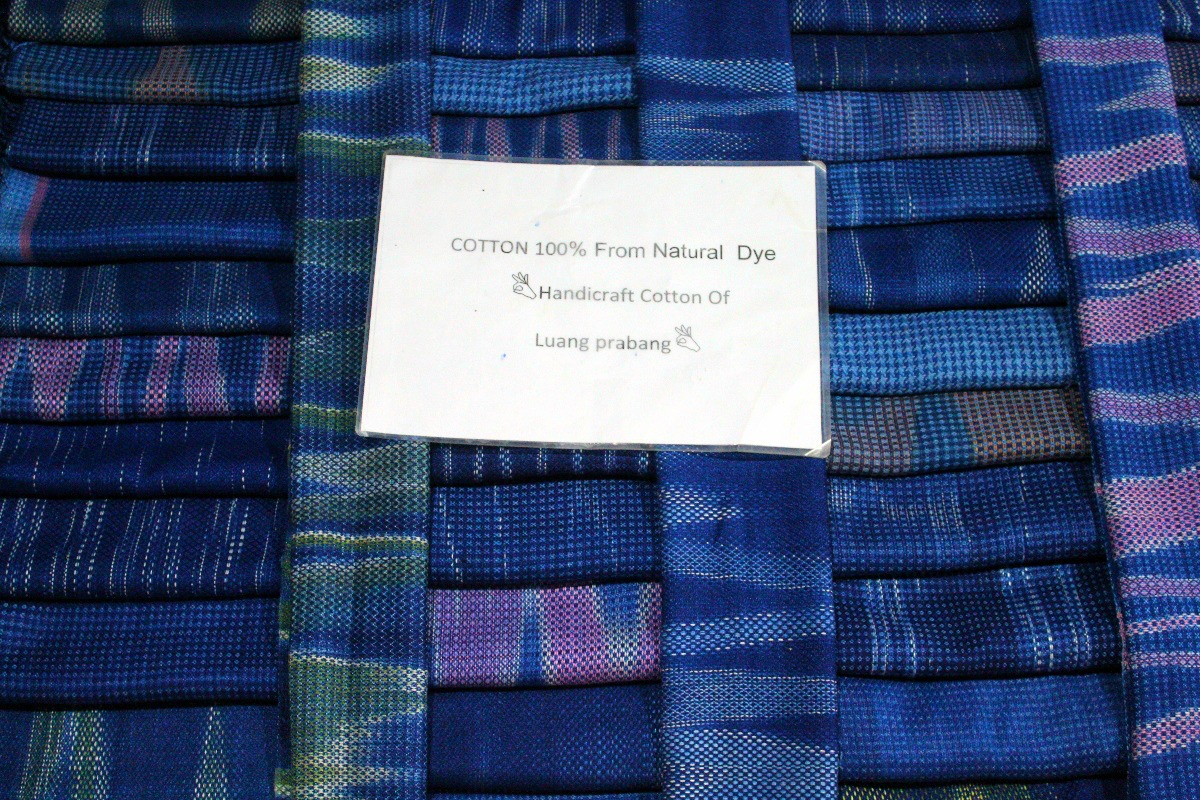 COTTON 100% From Natural Dye
👌Handicraft Cotton Of
Luang prabang👌